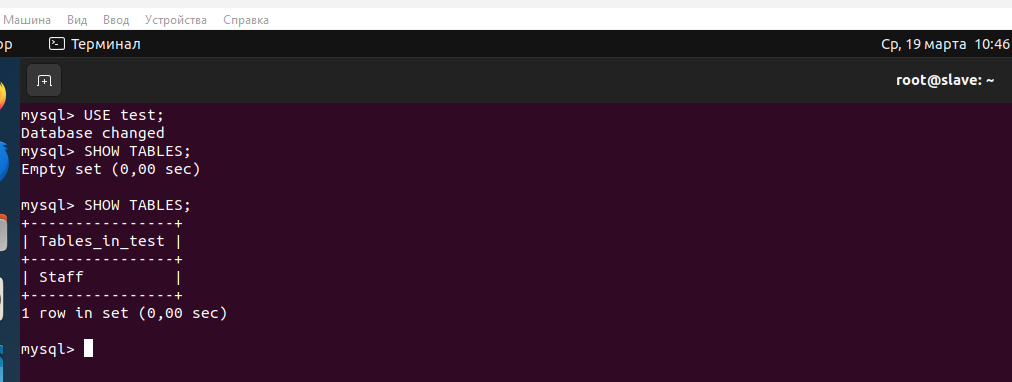 Машина Вид Ввод Устройства Справка
ор Терминал Ср, 19 марта 10:46
root@slave: ~
mysql> USE test;
Database changed
mysql> SHOW TABLES;
Empty set (0,00 sec)
mysql> SHOW TABLES;
+----------------+
| Tables_in_test |
+----------------+
| Staff          |
+----------------+
1 row in set (0,00 sec)
mysql>